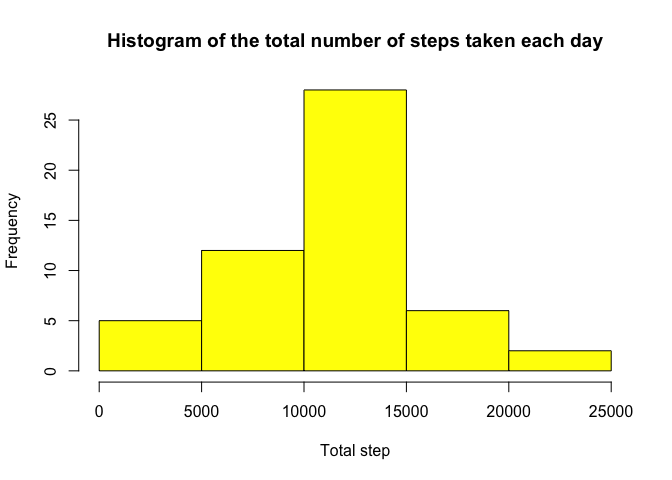 Histogram of the total number of steps taken each day
Frequency
25
20
15
10
5
0
0 5000 10000 15000 20000 25000
Total step